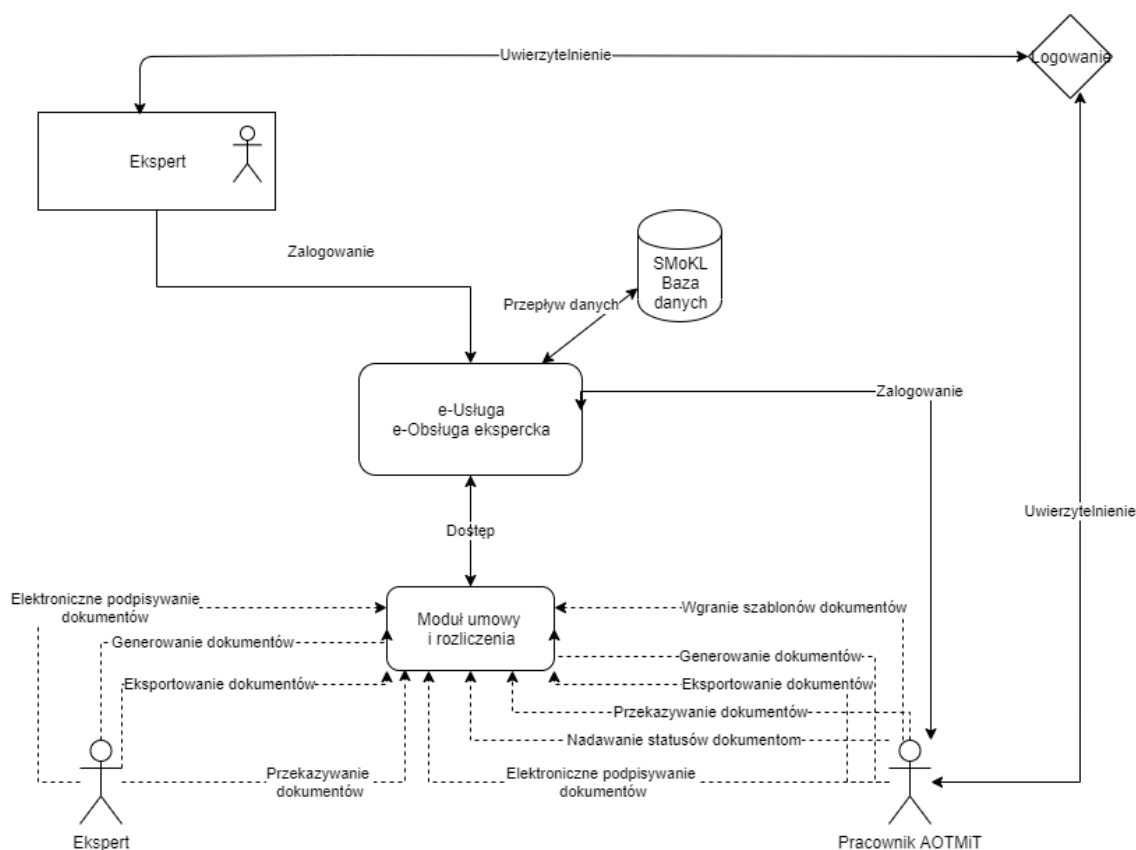 Uwierzytelnienie
Logowanie
Ekspert
Zalogowanie
SMoKL
Baza
danych
Przepływ danych
e-Usługa
e-Obsługa ekspercka
Zalogowanie
Uwierzytelnienie
Dostęp
Elektroniczne podpisywanie
dokumentów
Moduł umowy
i rozliczenia
Wgranie szablonów dokumentów
Generowanie dokumentów
Generowanie dokumentów
Eksportowanie dokumentów
Eksportowanie dokumentów
Przekazywanie dokumentów
Nadawanie statusów dokumentom
Przekazywanie
dokumentów
Elektroniczne podpisywanie
dokumentów
Ekspert
Pracownik AOTMiT